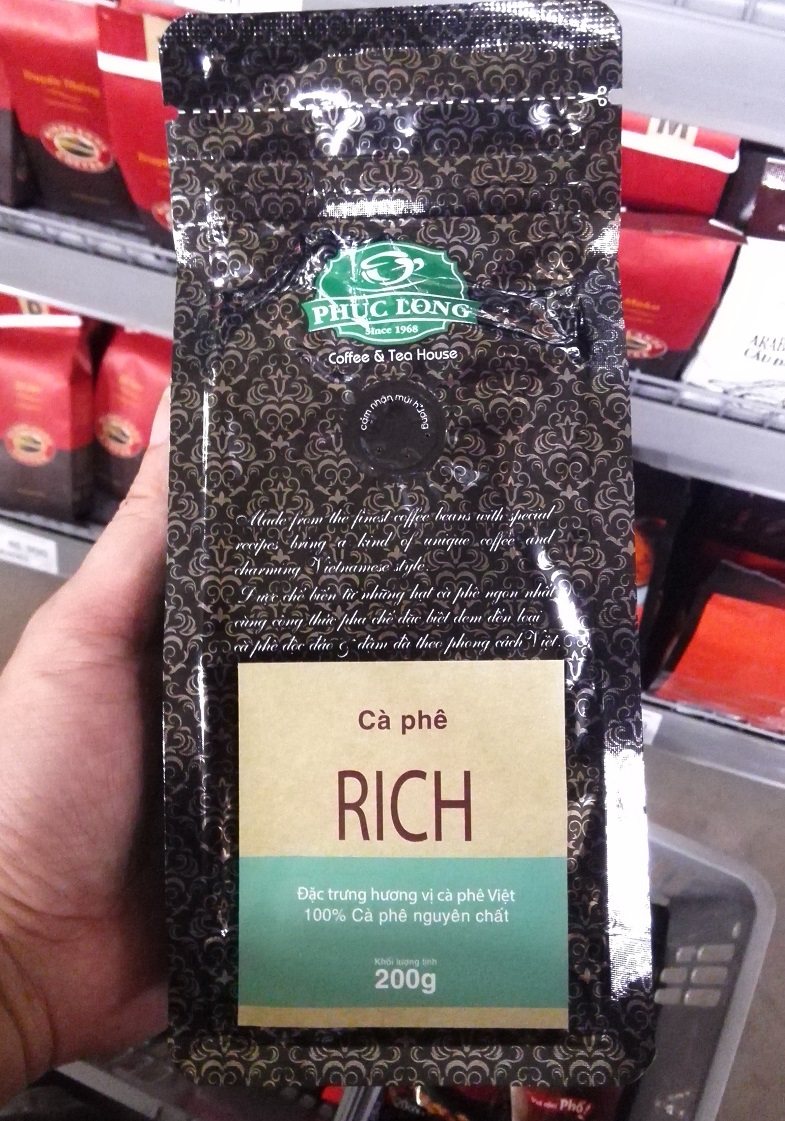 Truyền Thống
M
PHÚC LONG
Since 1968
Coffee & Tea House
cảm nhận mùi hương
Made from the finest coffee beans with special
recipes bring a kind of unique coffee and
charming Vietnamese style.
Được chế biến từ những hạt cà phê ngon nhất
cùng công thức pha chế đặc biệt đem đến loại
cà phê độc đáo & đậm đà theo phong cách Việt.
Cà phê
RICH
Đặc trưng hương vị cà phê Việt
100% Cà phê nguyên chất
Khối lượng tịnh
200g